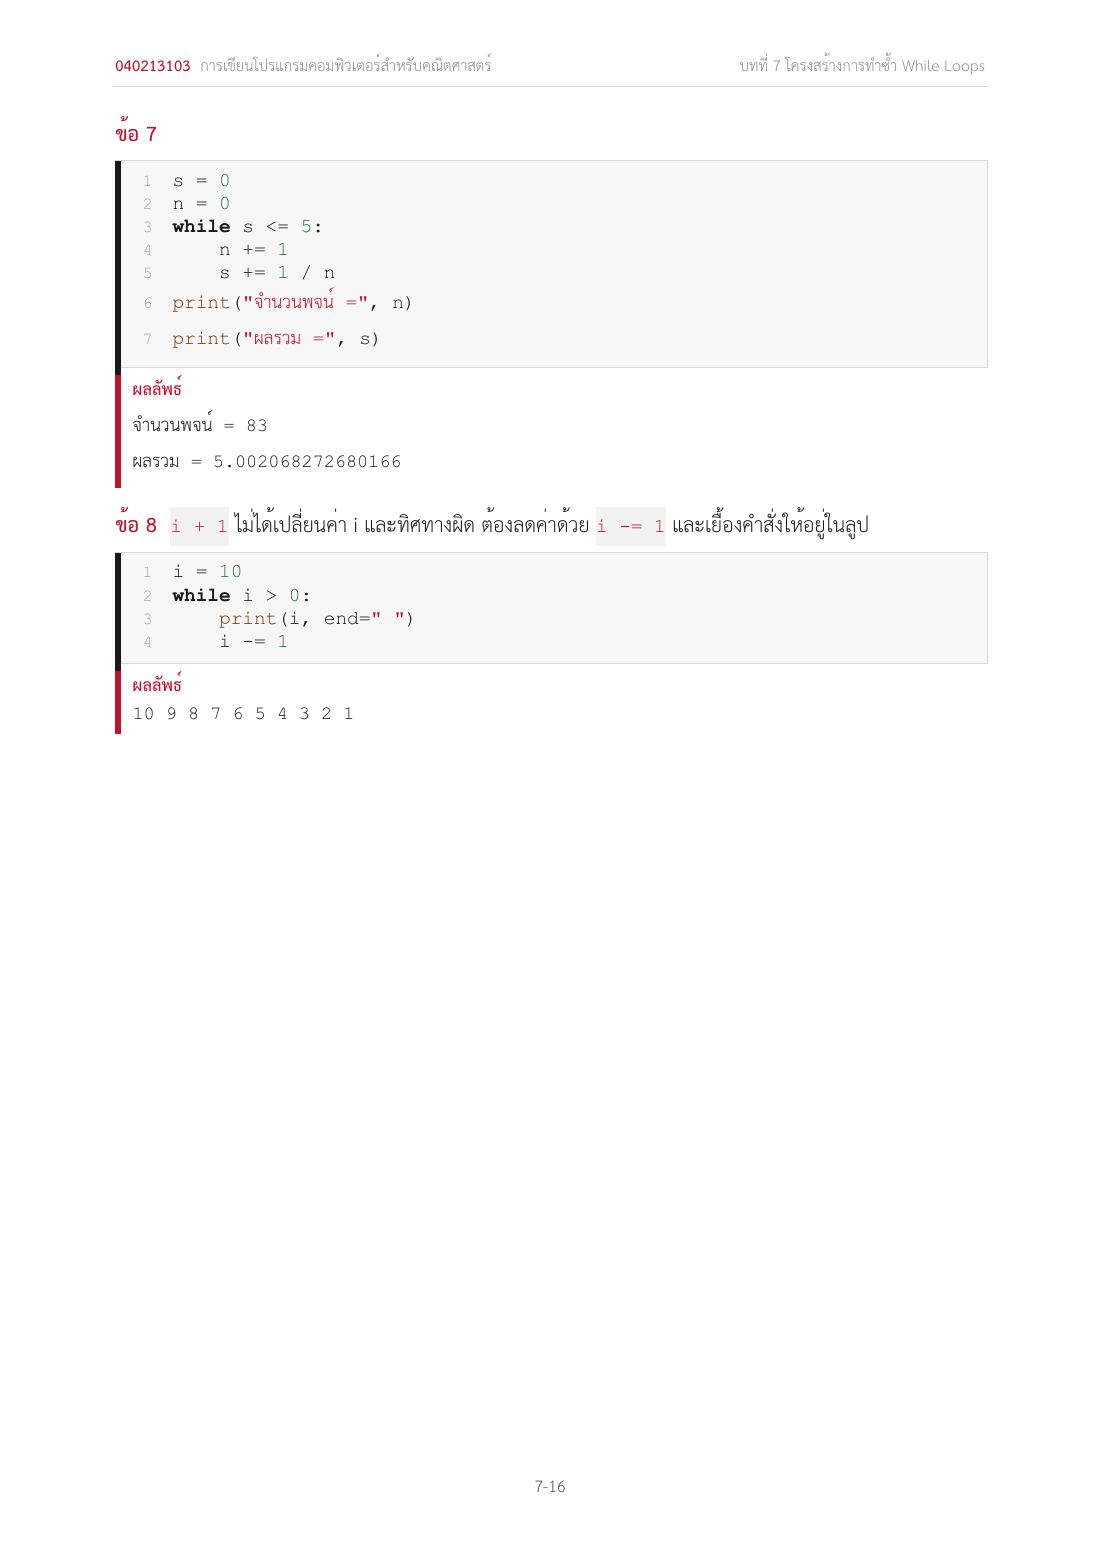 040213103 การเขียนโปรแกรมคอมพิวเตอร์สำหรับคณิตศาสตร์ บทที่ 7 โครงสร้างการทำซ้ำ While Loops
ข้อ 7
1 s = 0
2 n = 0
3 while s <= 5:
4     n += 1
5     s += 1 / n
6 print("จำนวนพจน์ =", n)
7 print("ผลรวม =", s)
ผลลัพธ์
จำนวนพจน์ = 83
ผลรวม = 5.002068272680166
ข้อ 8 i + 1 ไม่ได้เปลี่ยนค่า i และทิศทางผิด ต้องลดค่าด้วย i -= 1 และเยื้องคำสั่งให้อยู่ในลูป
1 i = 10
2 while i > 0:
3     print(i, end=" ")
4     i -= 1
ผลลัพธ์
10 9 8 7 6 5 4 3 2 1
7-16